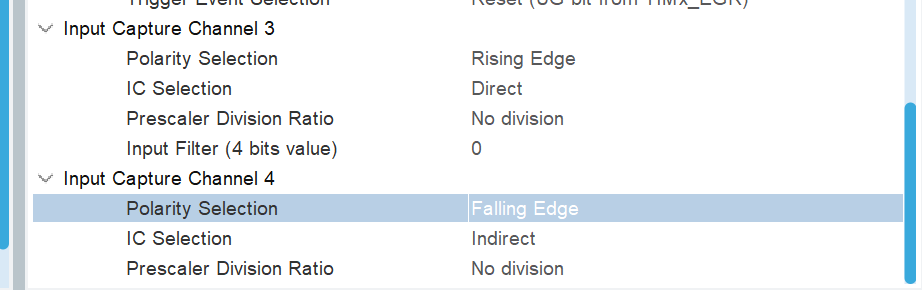 Trigger Event Selection Reset (UG bit from TIMx_EGR)
Input Capture Channel 3
Polarity Selection Rising Edge
IC Selection Direct
Prescaler Division Ratio No division
Input Filter (4 bits value) 0
Input Capture Channel 4
Polarity Selection Falling Edge
IC Selection Indirect
Prescaler Division Ratio No division